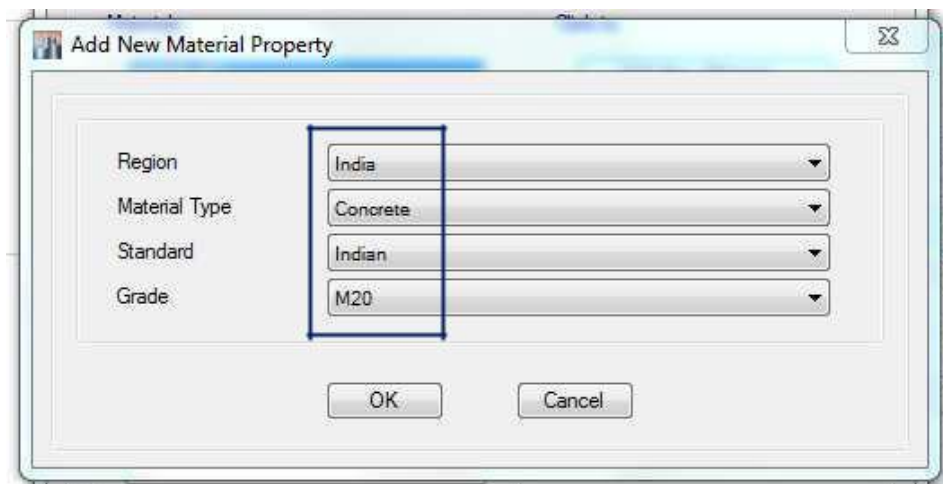 Add New Material Property
Region India
Material Type Concrete
Standard Indian
Grade M20
OK Cancel